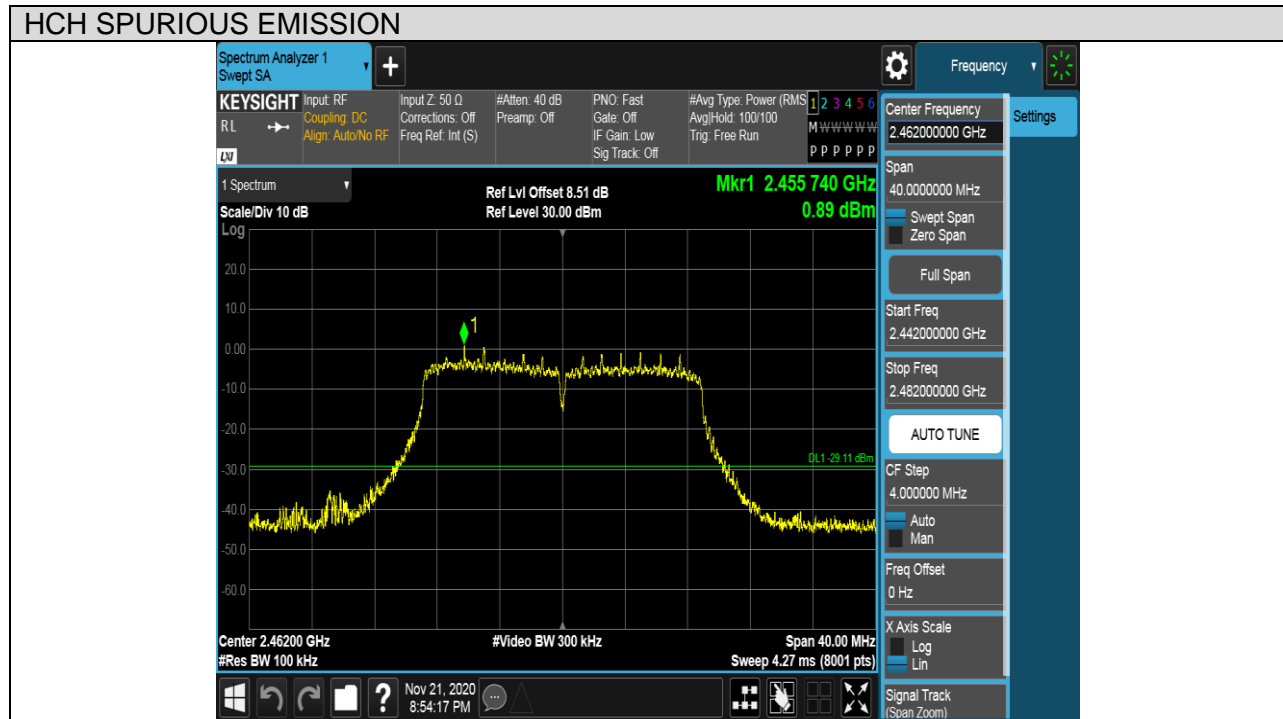 HCH SPURIOUS EMISSION
Spectrum Analyzer 1
Swept SA
+
Frequency
KEYSIGHT
R L
LXI
Input: RF
Coupling: DC
Align: Auto/No RF
Input Z: 50 Ω
Corrections: Off
Freq Ref: Int (S)
#Atten: 40 dB
Preamp: Off
PNO: Fast
Gate: Off
IF Gain: Low
Sig Track: Off
#Avg Type: Power (RMS
Avg|Hold: 100/100
Trig: Free Run
1 2 3 4 5 6
M W W W W W
P P P P P P
1 Spectrum
Scale/Div 10 dB
Log
Ref Lvl Offset 8.51 dB
Ref Level 30.00 dBm
Mkr1 2.455 740 GHz
0.89 dBm
20.0
10.0
0.00
-10.0
-20.0
-30.0
-40.0
-50.0
-60.0
1
DL1 -29.11 dBm
Center 2.46200 GHz
#Res BW 100 kHz
#Video BW 300 kHz
Span 40.00 MHz
Sweep 4.27 ms (8001 pts)
Center Frequency
2.462000000 GHz
Settings
Span
40.0000000 MHz
Swept Span
Zero Span
Full Span
Start Freq
2.442000000 GHz
Stop Freq
2.482000000 GHz
AUTO TUNE
CF Step
4.000000 MHz
Auto
Man
Freq Offset
0 Hz
X Axis Scale
Log
Lin
Signal Track
(Span Zoom)
?
Nov 21, 2020
8:54:17 PM